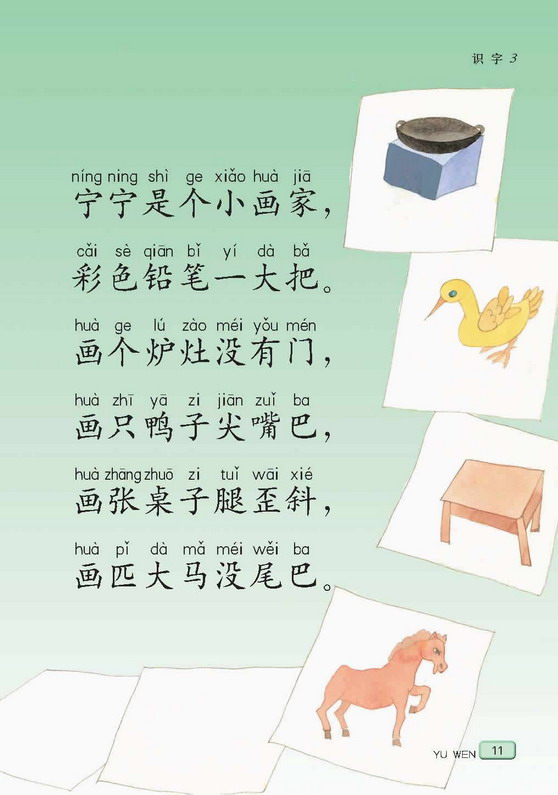 识字3
níng ning shì ge xiǎo huà jiā
宁宁是个小画家，
cǎi sè qiān bǐ yí dà bǎ
彩色铅笔一大把。
huà ge lú zào méi yǒu mén
画个炉灶没有门，
huà zhī yā zi jiān zuǐ ba
画只鸭子尖嘴巴，
huà zhāng zhuō zi tuǐ wāi xié
画张桌子腿歪斜，
huà pǐ dà mǎ méi wěi ba
画匹大马没尾巴。
YU WEN 11